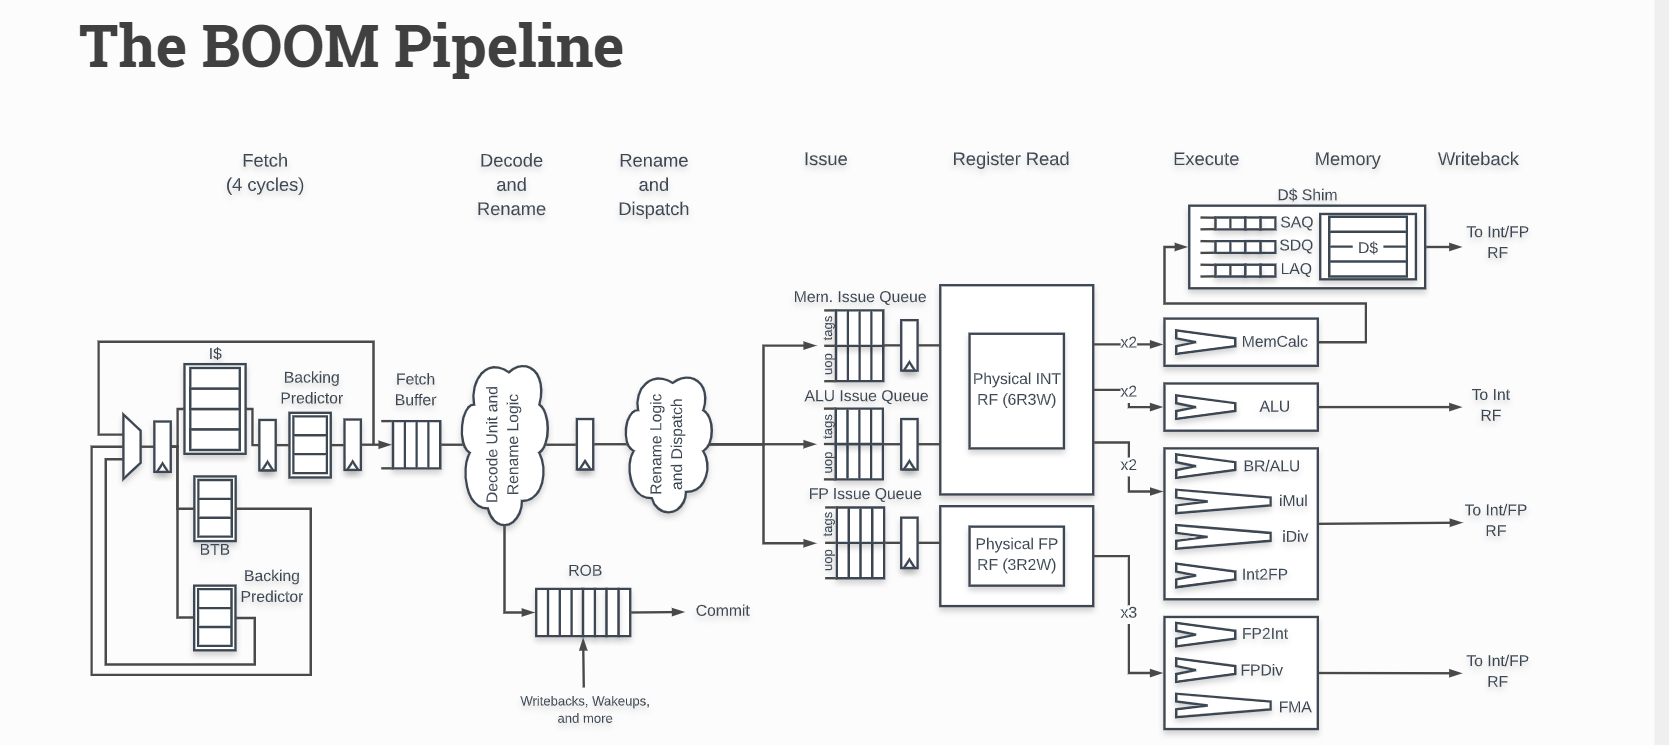 The BOOM Pipeline
Fetch
(4 cycles)
Decode
and
Rename
Rename
and
Dispatch
Issue
Register Read
Execute
Memory
Writeback
I$
Backing
Predictor
Fetch
Buffer
BTB
Backing
Predictor
Decode Unit and
Rename Logic
Rename Logic
and Dispatch
ROB
Commit
Writebacks, Wakeups,
and more
Mem. Issue Queue
tags
uop
ALU Issue Queue
tags
uop
FP Issue Queue
tags
uop
Physical INT
RF (6R3W)
Physical FP
RF (3R2W)
x2
x2
x2
x3
D$ Shim
SAQ
SDQ
LAQ
D$
To Int/FP
RF
MemCalc
ALU
To Int
RF
BR/ALU
iMul
iDiv
Int2FP
To Int/FP
RF
FP2Int
FPDiv
FMA
To Int/FP
RF